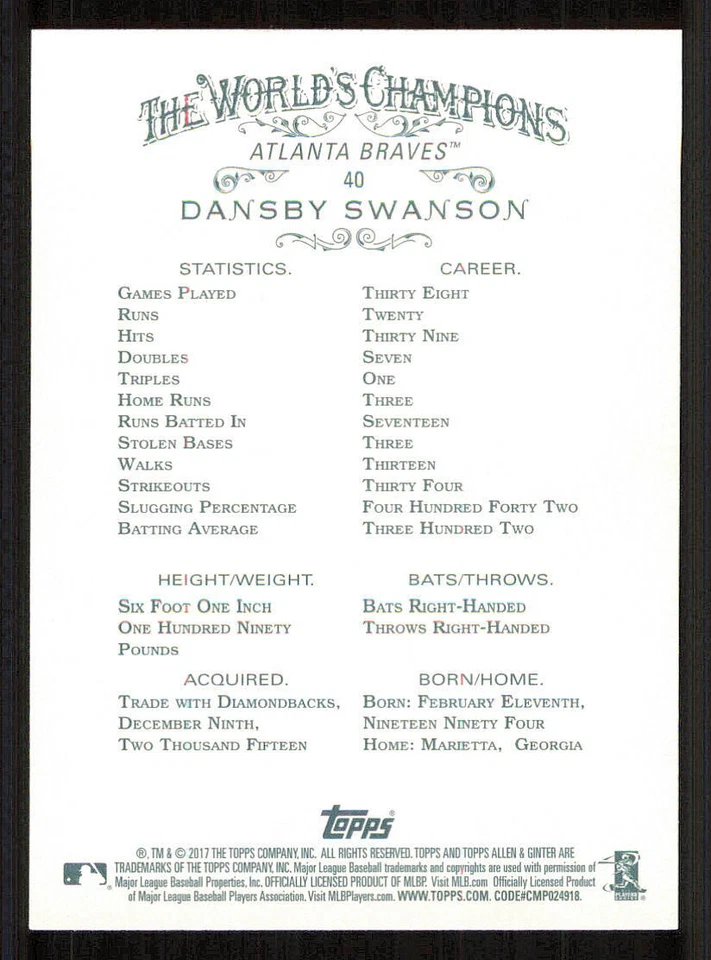 THE WORLD'S CHAMPIONS
ATLANTA BRAVES™
40
DANSBY SWANSON
STATISTICS. CAREER.
GAMES PLAYED THIRTY EIGHT
RUNS TWENTY
HITS THIRTY NINE
DOUBLES SEVEN
TRIPLES ONE
HOME RUNS THREE
RUNS BATTED IN SEVENTEEN
STOLEN BASES THREE
WALKS THIRTEEN
STRIKEOUTS THIRTY FOUR
SLUGGING PERCENTAGE FOUR HUNDRED FORTY TWO
BATTING AVERAGE THREE HUNDRED TWO
HEIGHT/WEIGHT. BATS/THROWS.
SIX FOOT ONE INCH BATS RIGHT-HANDED
ONE HUNDRED NINETY THROWS RIGHT-HANDED
POUNDS
ACQUIRED. BORN/HOME.
TRADE WITH DIAMONDBACKS, BORN: FEBRUARY ELEVENTH,
DECEMBER NINTH, NINETEEN NINETY FOUR
TWO THOUSAND FIFTEEN HOME: MARIETTA, GEORGIA
Topps®
®, TM & © 2017 THE TOPPS COMPANY, INC. ALL RIGHTS RESERVED. TOPPS AND TOPPS ALLEN & GINTER ARE
TRADEMARKS OF THE TOPPS COMPANY, INC. Major League Baseball trademarks and copyrights are used with permission of
Major League Baseball Properties, Inc. OFFICIALLY LICENSED PRODUCT OF MLBP. Visit MLB.com Officially Licensed Product
of Major League Baseball Players Association. Visit MLBPlayers.com. WWW.TOPPS.COM. CODE#CMP024918.